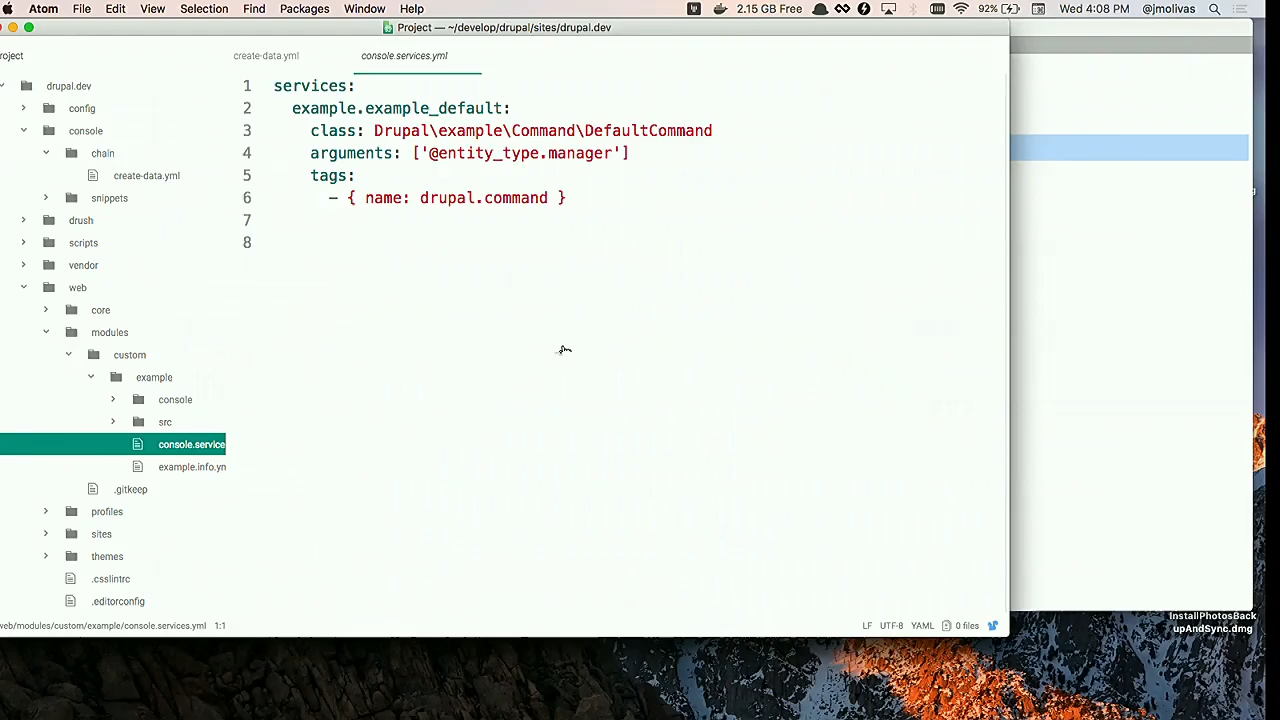 Atom File Edit View Selection Find Packages Window Help 2.15 GB Free 92% Wed 4:08 PM @jmolivas
Project — ~/develop/drupal/sites/drupal.dev
roject
create-data.yml console.services.yml
drupal.dev
config
console
chain
create-data.yml
snippets
drush
scripts
vendor
web
core
modules
custom
example
console
src
console.service
example.info.yn
.gitkeep
profiles
sites
themes
.csslintrc
.editorconfig
1 services:
2 example.example_default:
3 class: Drupal\example\Command\DefaultCommand
4 arguments: ['@entity_type.manager']
5 tags:
6 - { name: drupal.command }
7
8
web/modules/custom/example/console.services.yml 1:1
LF UTF-8 YAML 0 files
InstallPhotosBack
upAndSync.dmg